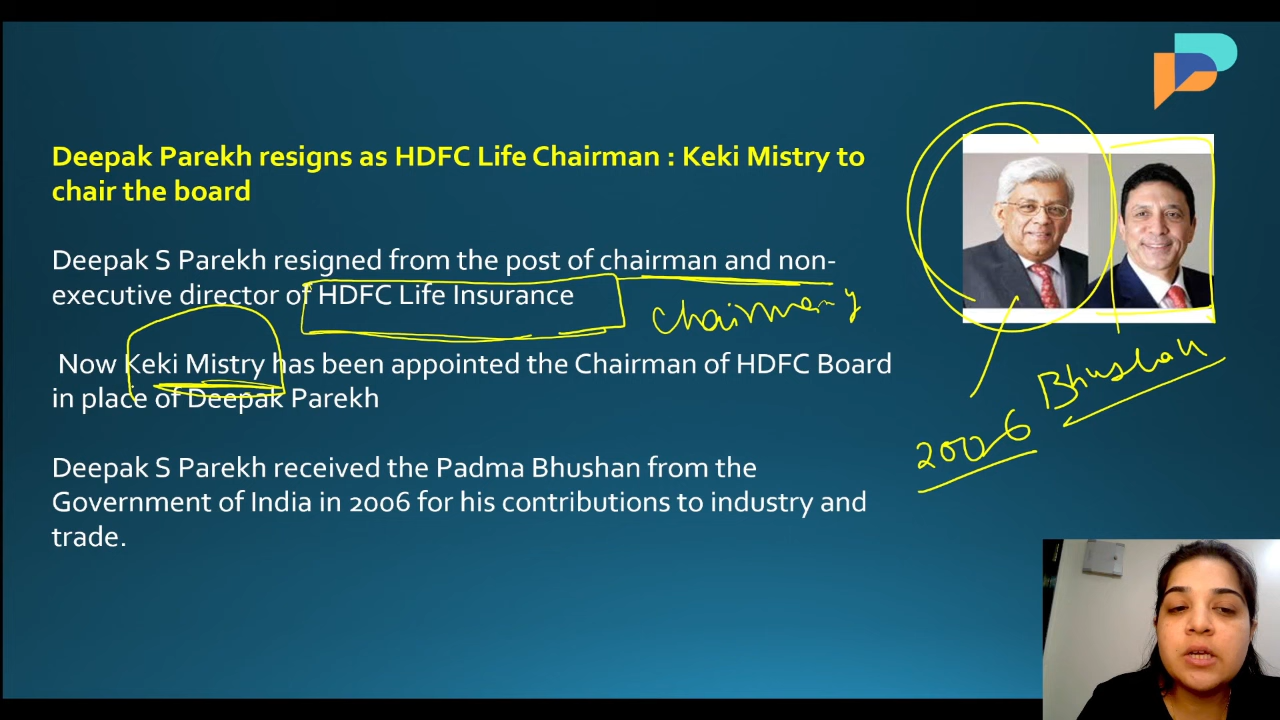 Deepak Parekh resigns as HDFC Life Chairman : Keki Mistry to
chair the board
Deepak S Parekh resigned from the post of chairman and non-
executive director of HDFC Life Insurance
Chairman
Now Keki Mistry has been appointed the Chairman of HDFC Board
in place of Deepak Parekh
Bhushan
2006
Deepak S Parekh received the Padma Bhushan from the
Government of India in 2006 for his contributions to industry and
trade.